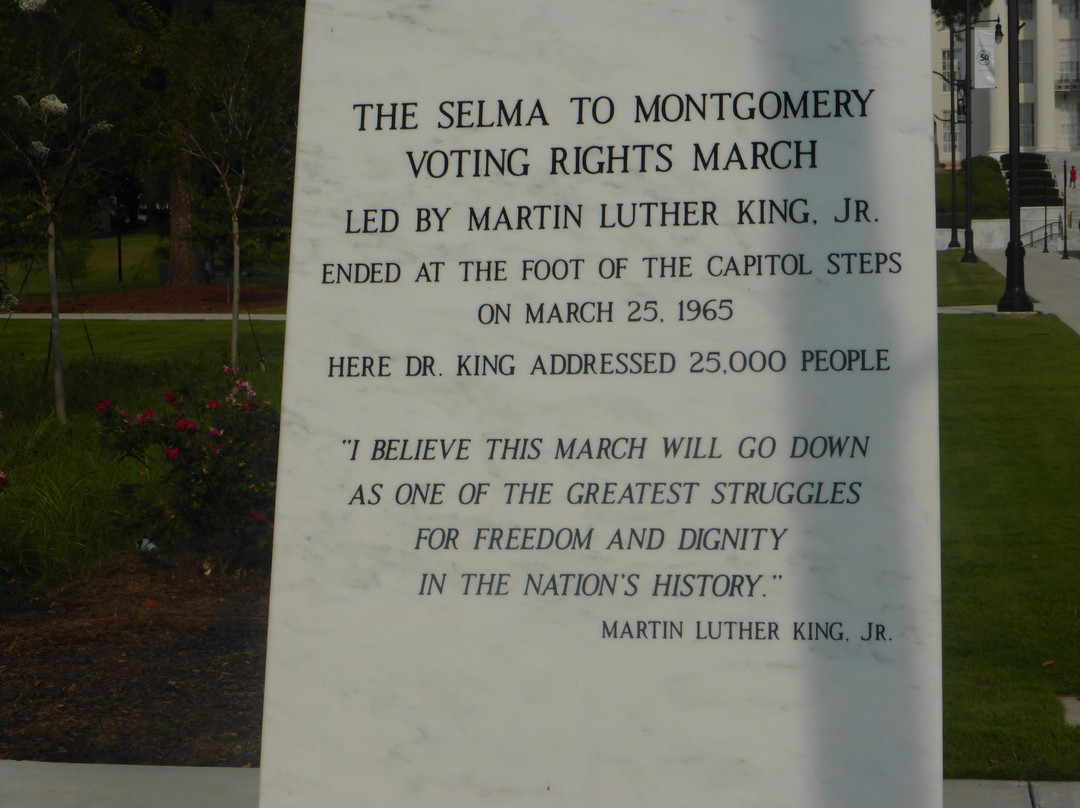 THE SELMA TO MONTGOMERY
VOTING RIGHTS MARCH
LED BY MARTIN LUTHER KING, JR.
ENDED AT THE FOOT OF THE CAPITOL STEPS
ON MARCH 25, 1965
HERE DR. KING ADDRESSED 25,000 PEOPLE
"I BELIEVE THIS MARCH WILL GO DOWN
AS ONE OF THE GREATEST STRUGGLES
FOR FREEDOM AND DIGNITY
IN THE NATION'S HISTORY."
MARTIN LUTHER KING, JR.
50